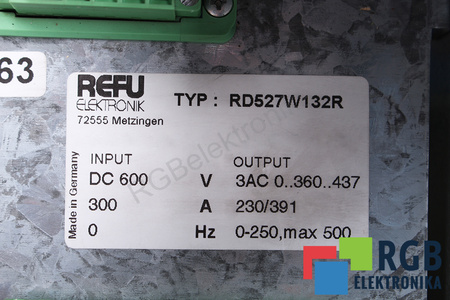 63
REFU
ELEKTRONIK
72555 Metzingen
TYP : RD527W132R
INPUT OUTPUT
DC 600 V 3AC 0..360..437
300 A 230/391
0 Hz 0-250,max 500
Made in Germany
RGBelektronika
RGB
ELEKTRONIKA